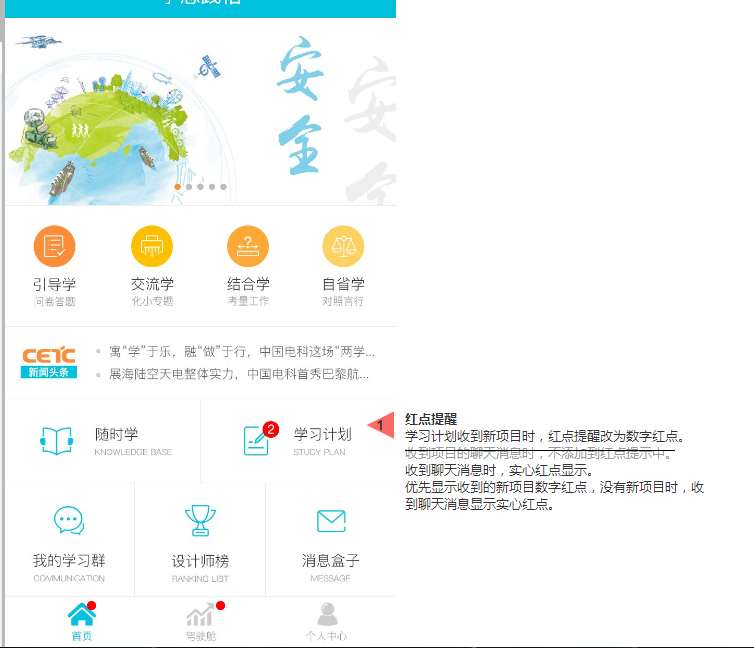 安全
引导学
交流学
结合学
自省学
问卷答题
化小专题
考量工作
对照言行
CETC
新闻头条
寓“学”于乐，融“做”于行，中国电科这场“两学...
展海陆空天电整体实力，中国电科首秀巴黎航...
随时学
KNOWLEDGE BASE
2
学习计划
STUDY PLAN
1
红点提醒
学习计划收到新项目时，红点提醒改为数字红点。
收到项目的聊天消息时，不添加到红点提示中。
收到聊天消息时，实心红点显示。
优先显示收到的新项目数字红点，没有新项目时，收
到聊天消息显示实心红点。
我的学习群
COMMUNICATION
设计师榜
RANKING LIST
消息盒子
MESSAGE
首页
驾驶舱
个人中心